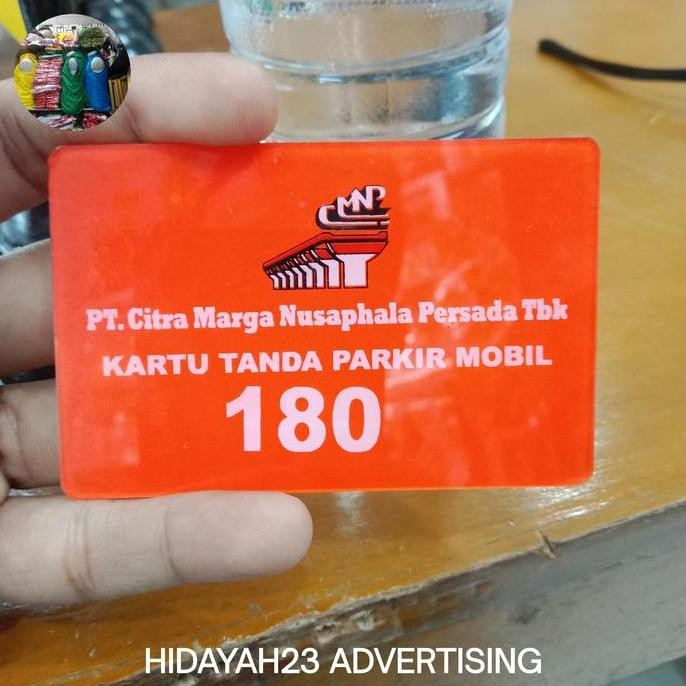 CMNP
PT. Citra Marga Nusaphala Persada Tbk
KARTU TANDA PARKIR MOBIL
180
HIDAYAH23 ADVERTISING